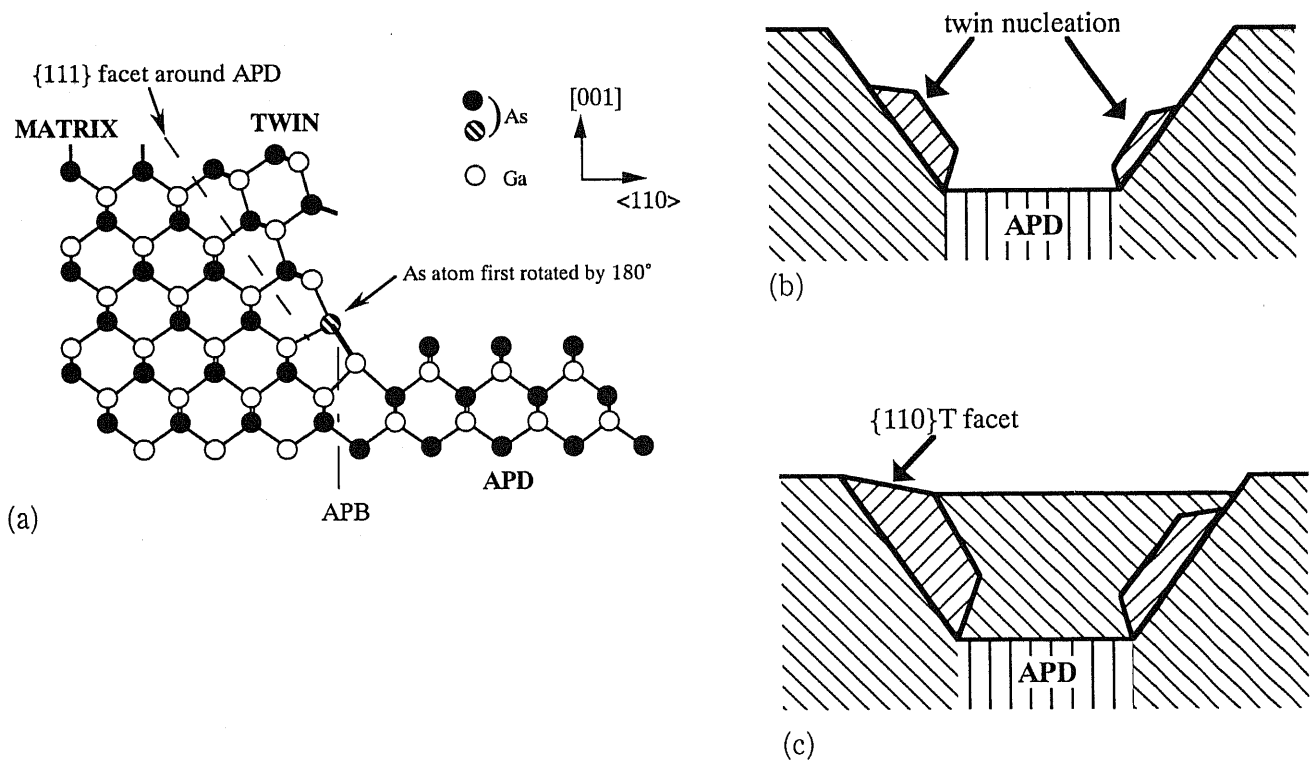 {111} facet around APD
MATRIX
TWIN
As
Ga
[001]
<110>
As atom first rotated by 180°
APD
APB
(a)
twin nucleation
APD
(b)
{110}T facet
APD
(c)